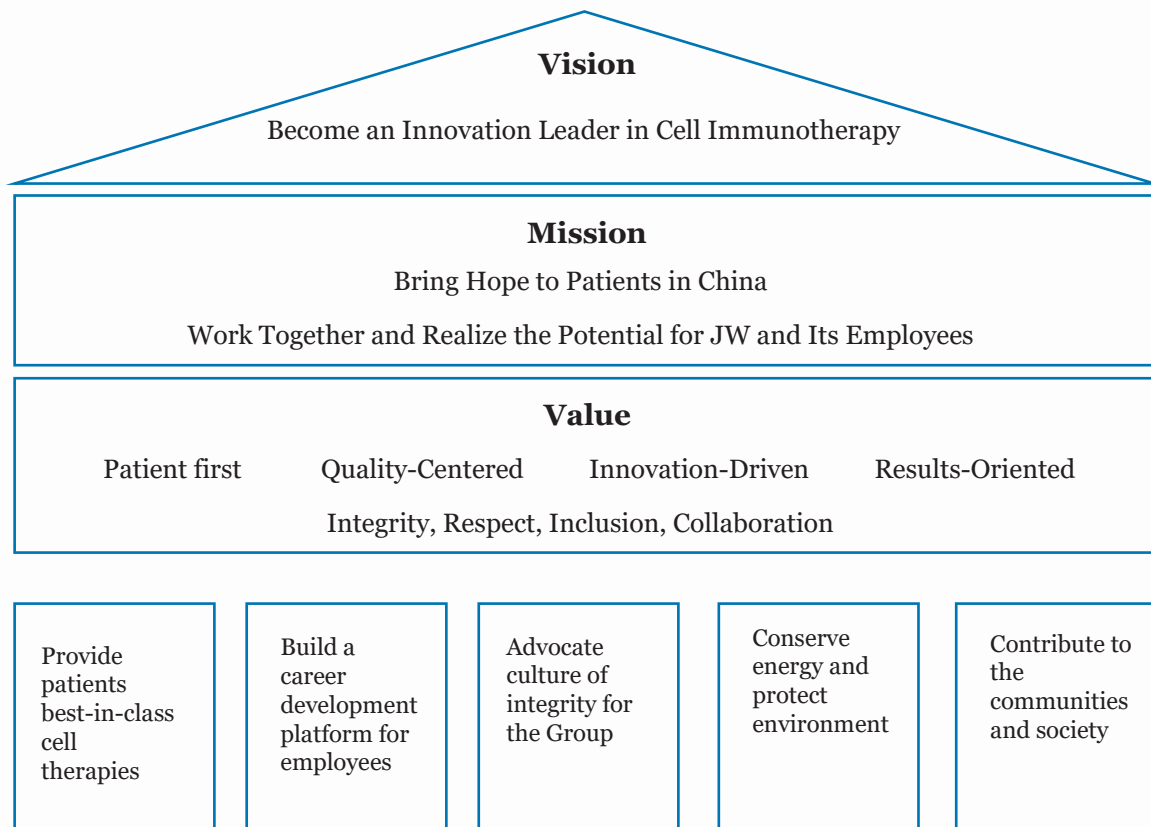 Vision
Become an Innovation Leader in Cell Immunotherapy
Mission
Bring Hope to Patients in China
Work Together and Realize the Potential for JW and Its Employees
Value
Patient first Quality-Centered Innovation-Driven Results-Oriented
Integrity, Respect, Inclusion, Collaboration
Provide
patients
best-in-class
cell
therapies
Build a
career
development
platform for
employees
Advocate
culture of
integrity for
the Group
Conserve
energy and
protect
environment
Contribute to
the
communities
and society